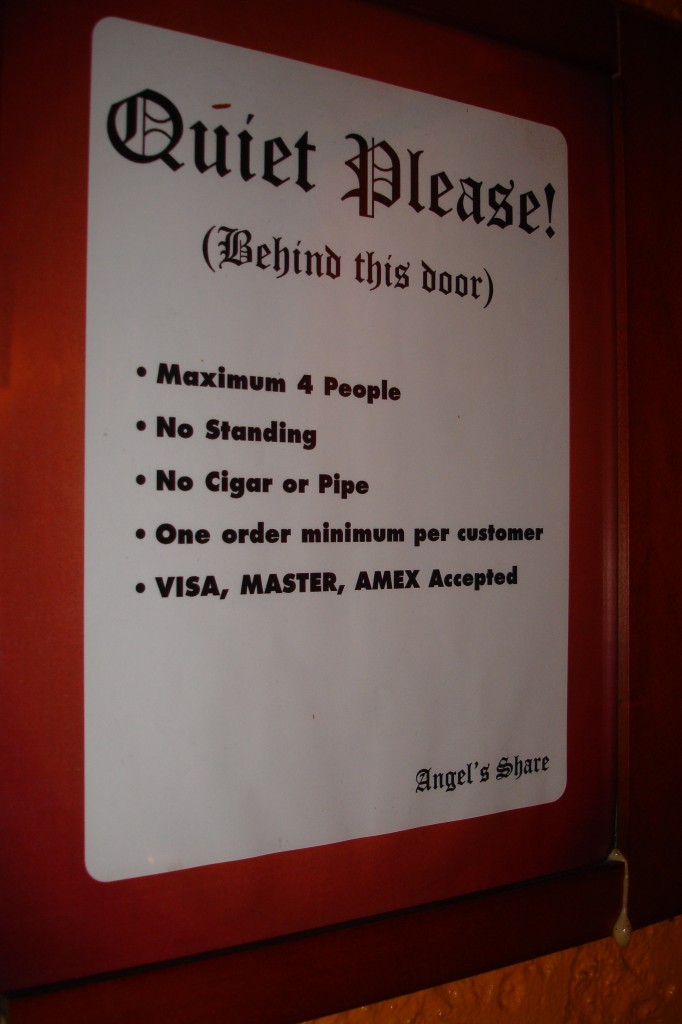 Quiet Please!
(Behind this door)
• Maximum 4 People
• No Standing
• No Cigar or Pipe
• One order minimum per customer
• VISA, MASTER, AMEX Accepted
Angel's Share